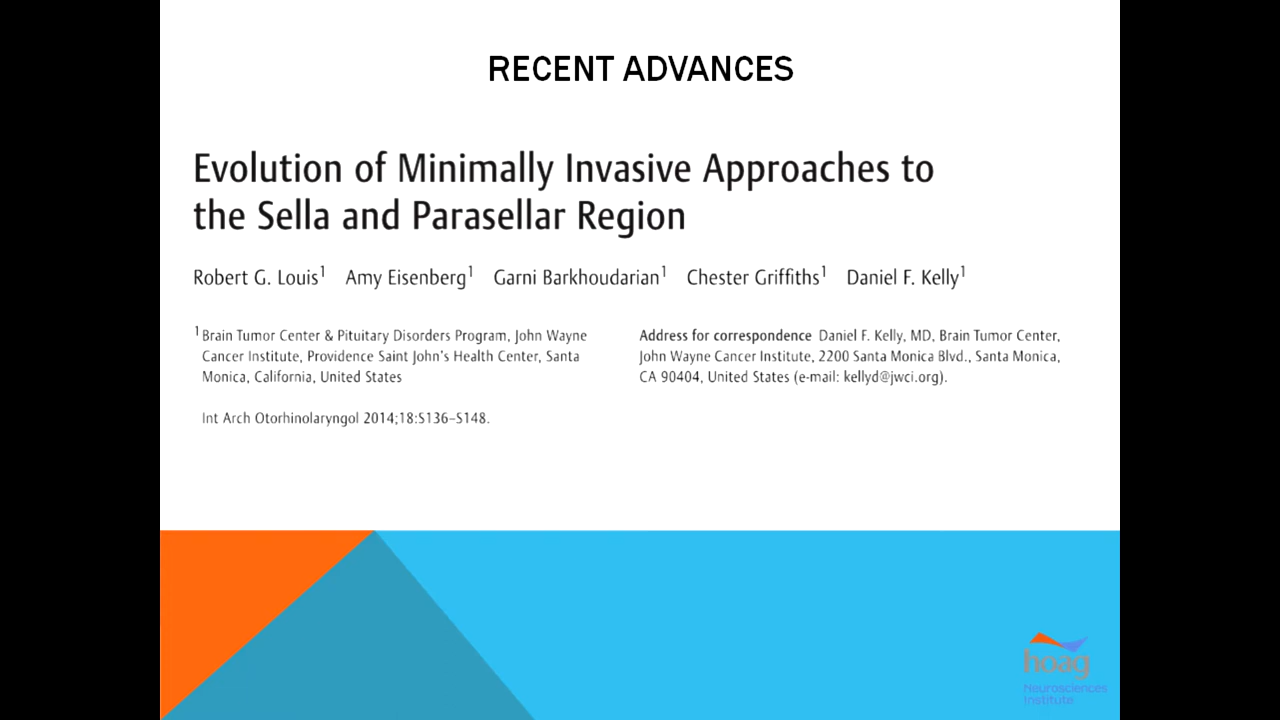 RECENT ADVANCES
Evolution of Minimally Invasive Approaches to
the Sella and Parasellar Region
Robert G. Louis1 Amy Eisenberg1 Garni Barkhoudarian1 Chester Griffiths1 Daniel F. Kelly1
1 Brain Tumor Center & Pituitary Disorders Program, John Wayne
Cancer Institute, Providence Saint John's Health Center, Santa
Monica, California, United States
Address for correspondence Daniel F. Kelly, MD, Brain Tumor Center,
John Wayne Cancer Institute, 2200 Santa Monica Blvd., Santa Monica,
CA 90404, United States (e-mail: kellyd@jwci.org).
Int Arch Otorhinolaryngol 2014;18:S136–S148.
hoag
Neurosciences
Institute